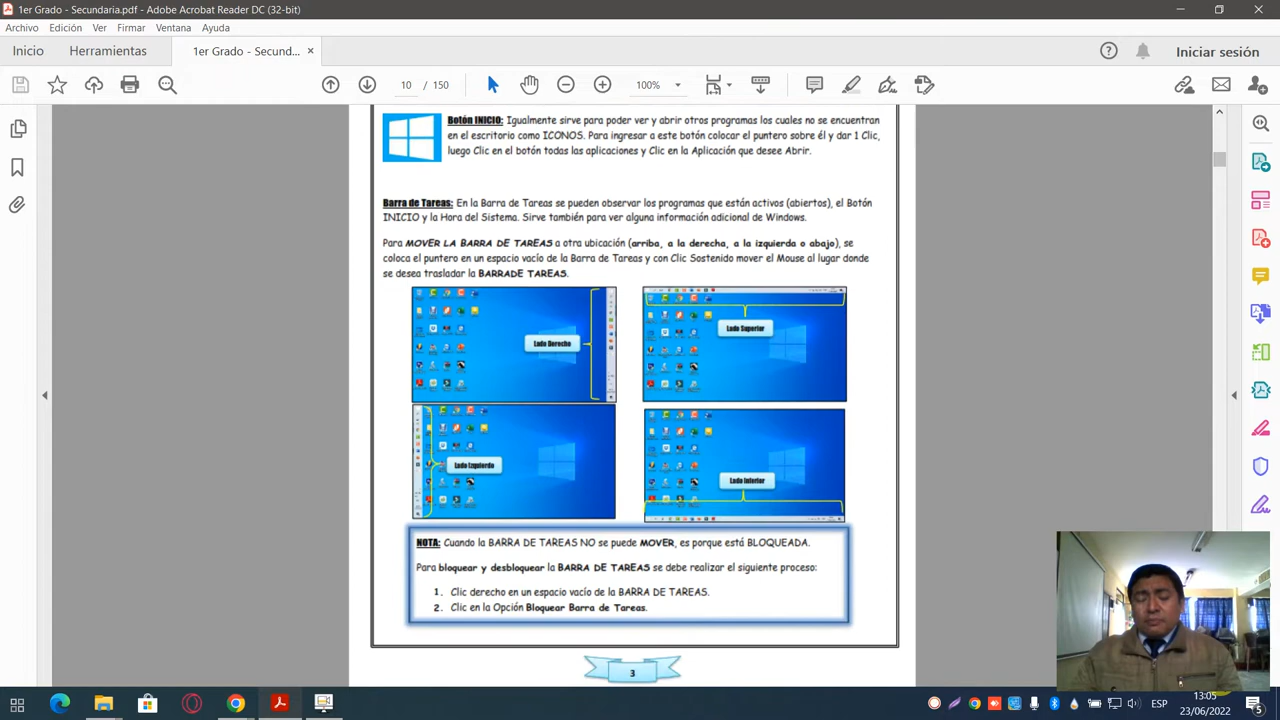 1er Grado - Secundaria.pdf - Adobe Acrobat Reader DC (32-bit)
Archivo Edición Ver Firmar Ventana Ayuda
Inicio Herramientas 1er Grado - Secund... × Iniciar sesión
10 / 150 100%
Botón INICIO: Igualmente sirve para poder ver y abrir otros programas los cuales no se encuentran
en el escritorio como ICONOS. Para ingresar a este botón colocar el puntero sobre él y dar 1 Clic,
luego Clic en el botón todas las aplicaciones y Clic en la Aplicación que desee Abrir.
Barra de Tareas: En la Barra de Tareas se pueden observar los programas que están activos (abiertos), el Botón
INICIO y la Hora del Sistema. Sirve también para ver alguna información adicional de Windows.
Para MOVER LA BARRA DE TAREAS a otra ubicación (arriba, a la derecha, a la izquierda o abajo), se
coloca el puntero en un espacio vacío de la Barra de Tareas y con Clic Sostenido mover el Mouse al lugar donde
se desea trasladar la BARRADE TAREAS.
Lado Derecho
Lado Superior
Lado Izquierdo
Lado Inferior
NOTA: Cuando la BARRA DE TAREAS NO se puede MOVER, es porque está BLOQUEADA.
Para bloquear y desbloquear la BARRA DE TAREAS se debe realizar el siguiente proceso:
1. Clic derecho en un espacio vacío de la BARRA DE TAREAS.
2. Clic en la Opción Bloquear Barra de Tareas.
3
ESP
13:05
23/06/2022
5